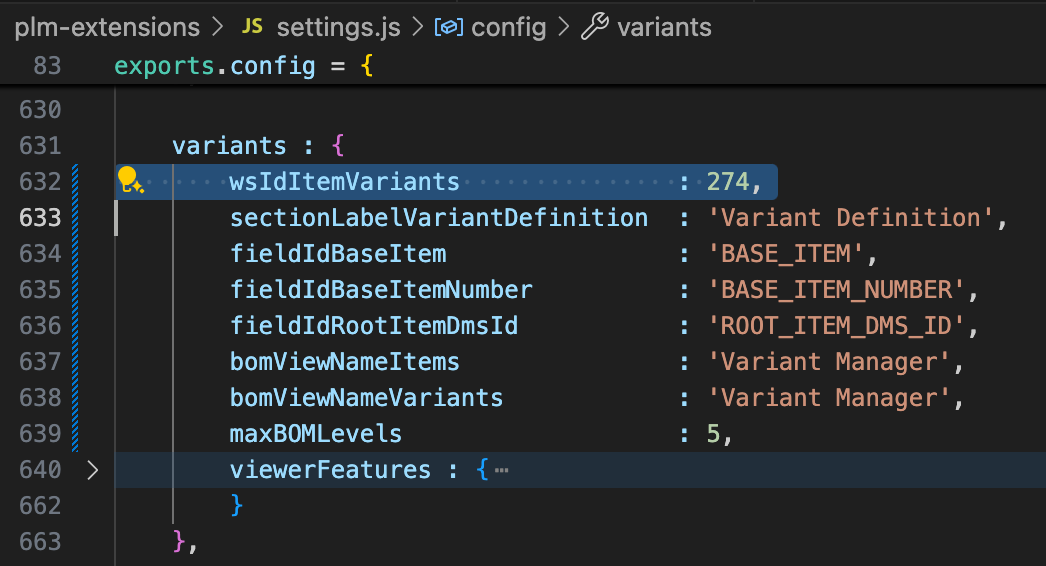 plm-extensions > JS settings.js > config > variants
83 exports.config = {
630
631 variants : {
632 wsIdItemVariants : 274,
633 sectionLabelVariantDefinition : 'Variant Definition',
634 fieldIdBaseItem : 'BASE_ITEM',
635 fieldIdBaseItemNumber : 'BASE_ITEM_NUMBER',
636 fieldIdRootItemDmsId : 'ROOT_ITEM_DMS_ID',
637 bomViewNameItems : 'Variant Manager',
638 bomViewNameVariants : 'Variant Manager',
639 maxBOMLevels : 5,
640 > viewerFeatures : { ⋯
662 }
663 },